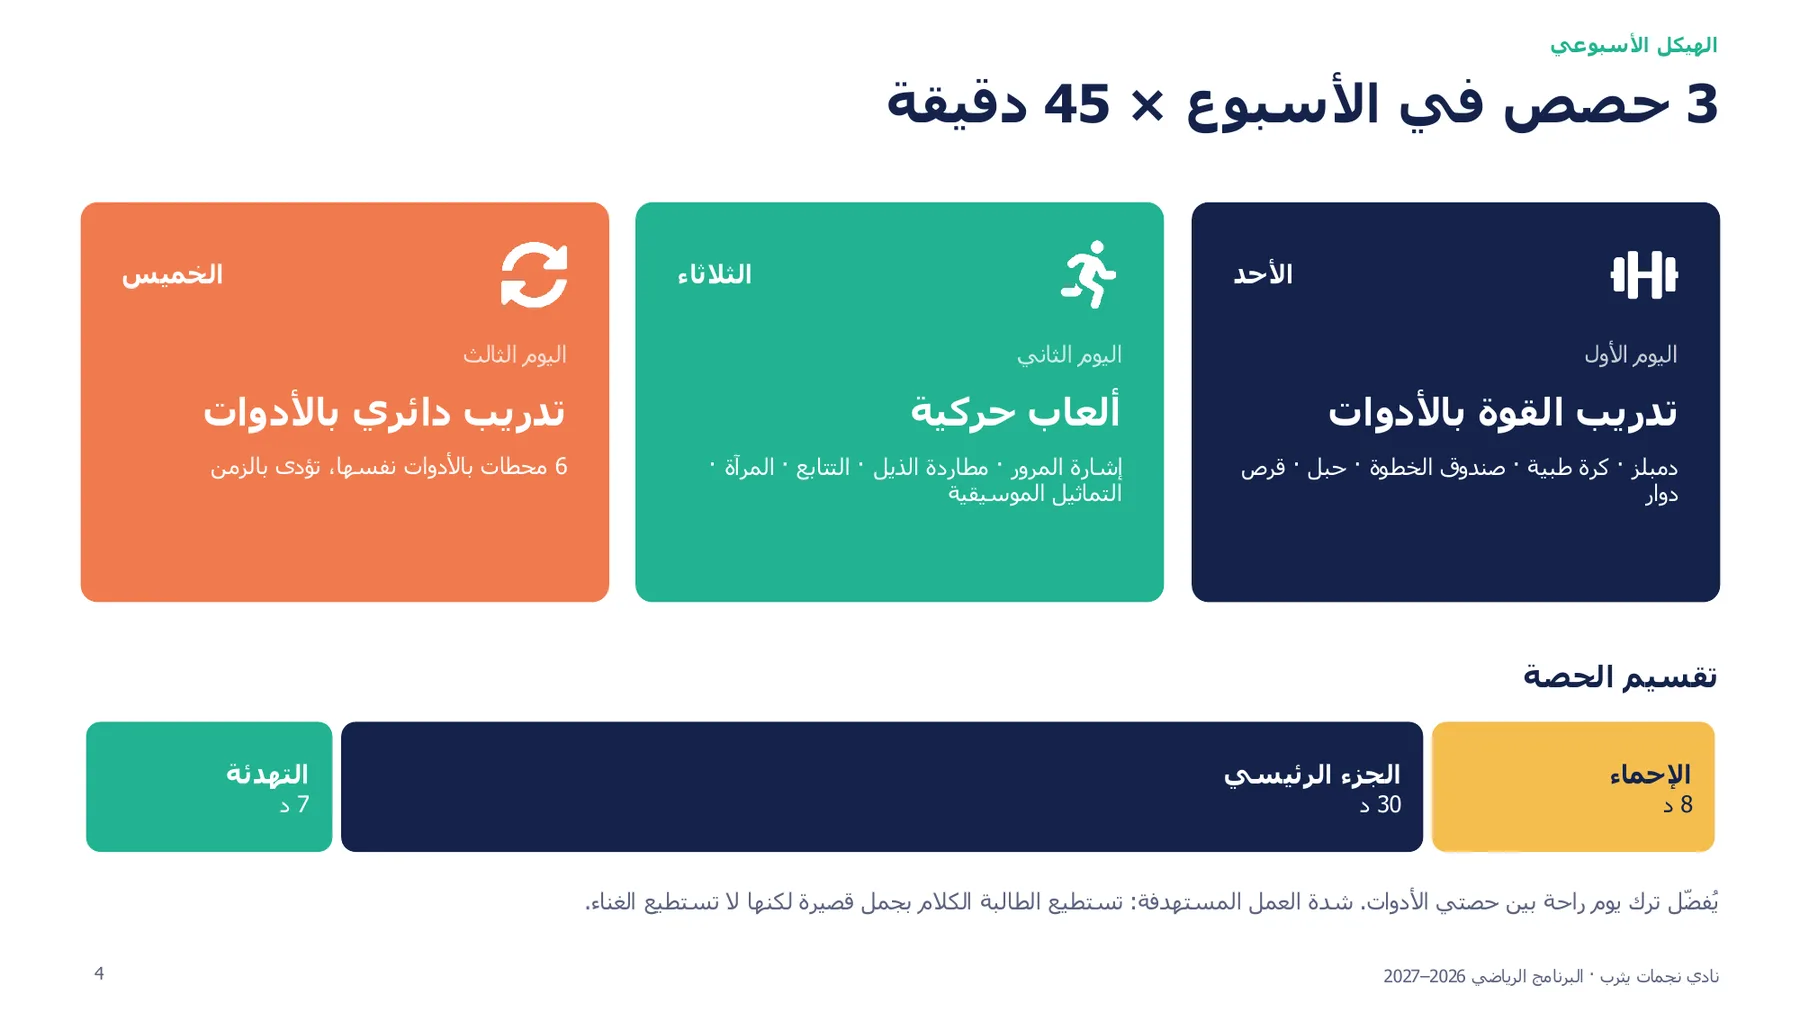 الهيكل الأسبوعي
3 حصص في الأسبوع × 45 دقيقة
الأحد
اليوم الأول
تدريب القوة بالأدوات
دمبلز · كرة طبية · صندوق الخطوة · حبل · قرص
دوار
الثلاثاء
اليوم الثاني
ألعاب حركية
إشارة المرور · مطاردة الذيل · التتابع · المرآة ·
التماثيل الموسيقية
الخميس
اليوم الثالث
تدريب دائري بالأدوات
6 محطات بالأدوات نفسها، تؤدى بالزمن
تقسيم الحصة
الإحماء
8 د
الجزء الرئيسي
30 د
التهدئة
7 د
يُفضّل ترك يوم راحة بين حصتي الأدوات. شدة العمل المستهدفة: تستطيع الطالبة الكلام بجمل قصيرة لكنها لا تستطيع الغناء.
نادي نجمات يثرب · البرنامج الرياضي 2026–2027
4